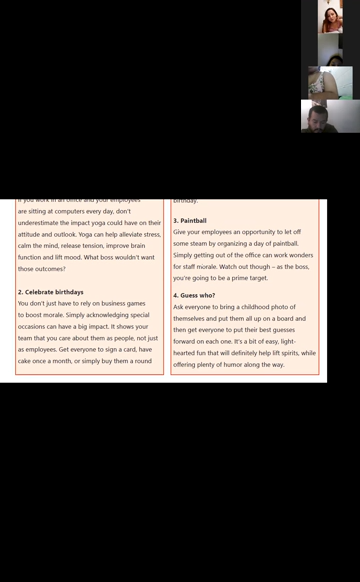 If you work in an office and your employees
are sitting at computers every day, don't
underestimate the impact yoga could have on their
attitude and outlook. Yoga can help alleviate stress,
calm the mind, release tension, improve brain
function and lift mood. What boss wouldn't want
those outcomes?
2. Celebrate birthdays
You don't just have to rely on business games
to boost morale. Simply acknowledging special
occasions can have a big impact. It shows your
team that you care about them as people, not just
as employees. Get everyone to sign a card, have
cake once a month, or simply buy them a round
birthday.
3. Paintball
Give your employees an opportunity to let off
some steam by organizing a day of paintball.
Simply getting out of the office can work wonders
for staff morale. Watch out though – as the boss,
you're going to be a prime target.
4. Guess who?
Ask everyone to bring a childhood photo of
themselves and put them all up on a board and
then get everyone to put their best guesses
forward on each one. It's a bit of easy, light-
hearted fun that will definitely help lift spirits, while
offering plenty of humor along the way.